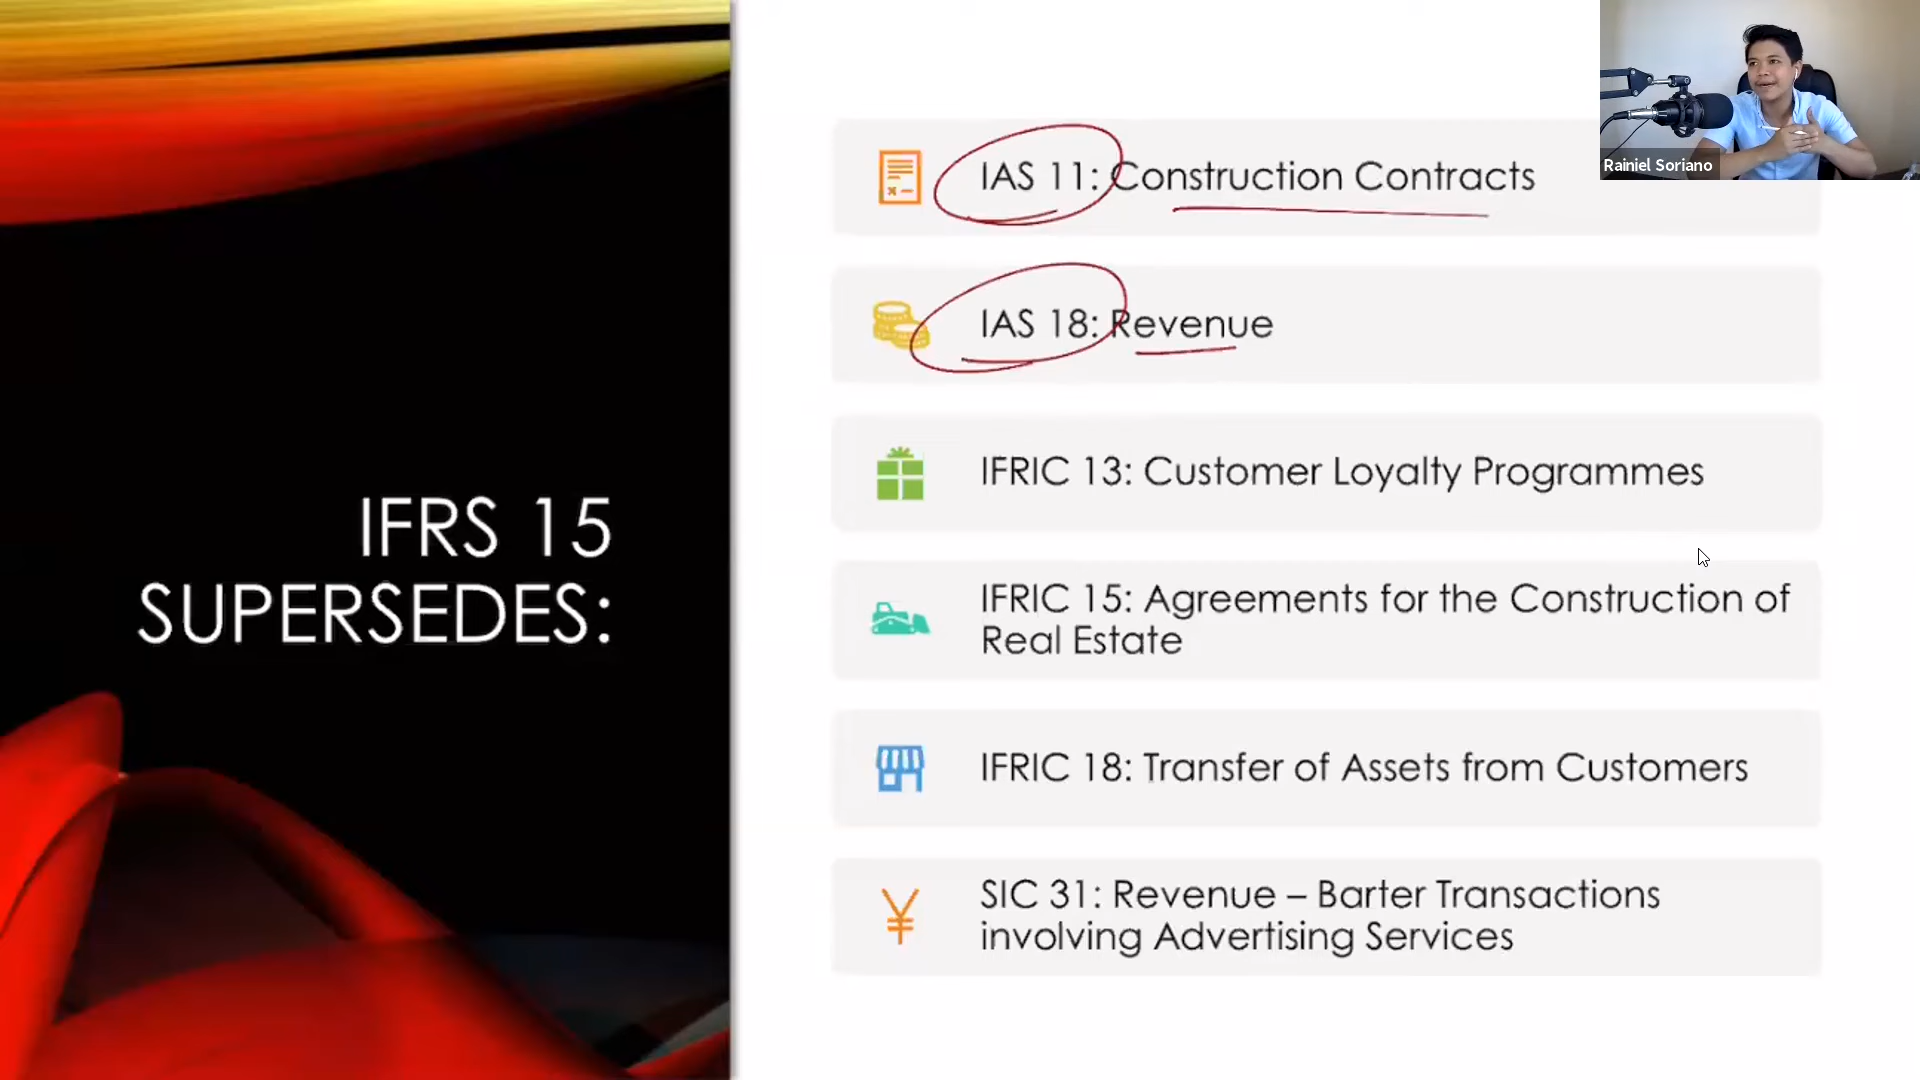 IFRS 15
SUPERSEDES:
IAS 11: Construction Contracts
IAS 18: Revenue
IFRIC 13: Customer Loyalty Programmes
IFRIC 15: Agreements for the Construction of
Real Estate
IFRIC 18: Transfer of Assets from Customers
SIC 31: Revenue – Barter Transactions
involving Advertising Services
Rainiel Soriano